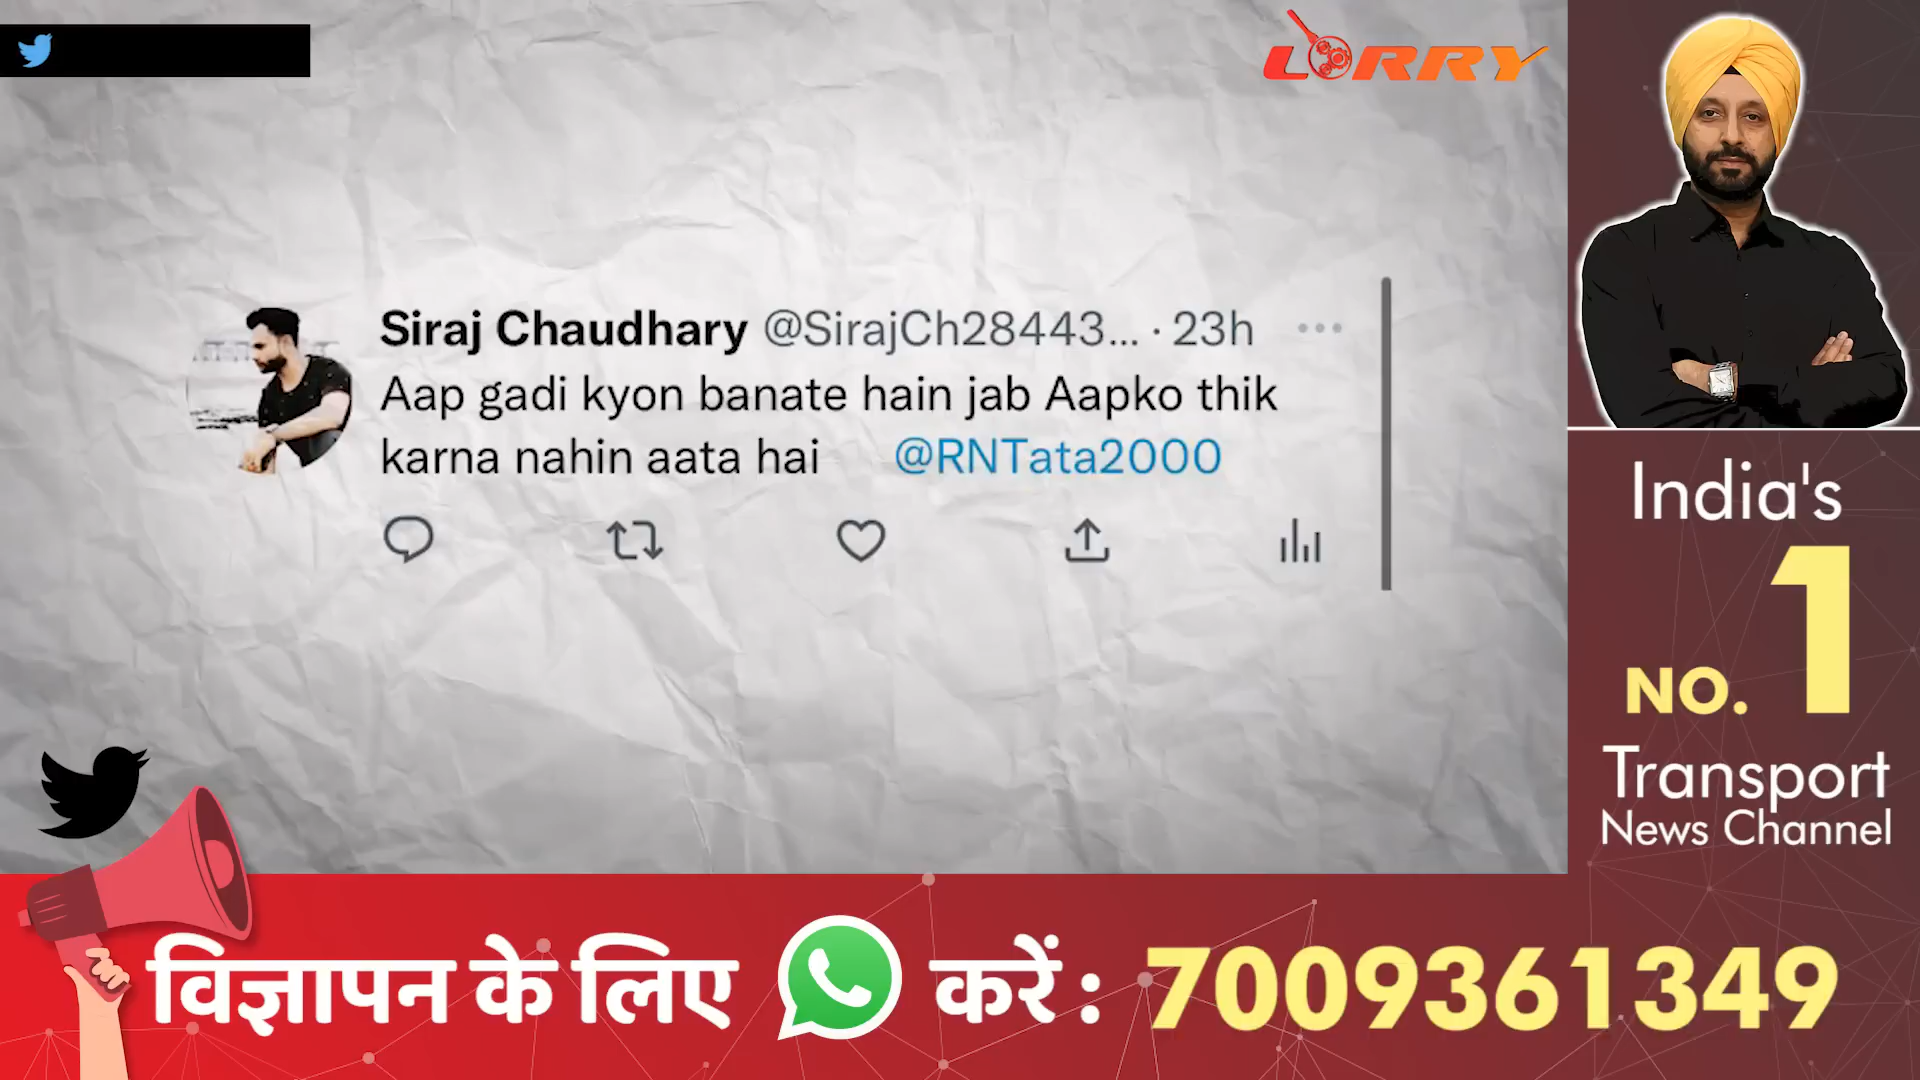 LORRY
Siraj Chaudhary @SirajCh28443... · 23h
Aap gadi kyon banate hain jab Aapko thik
karna nahin aata hai @RNTata2000
India's
NO. 1
Transport
News Channel
विज्ञापन के लिए करें : 7009361349